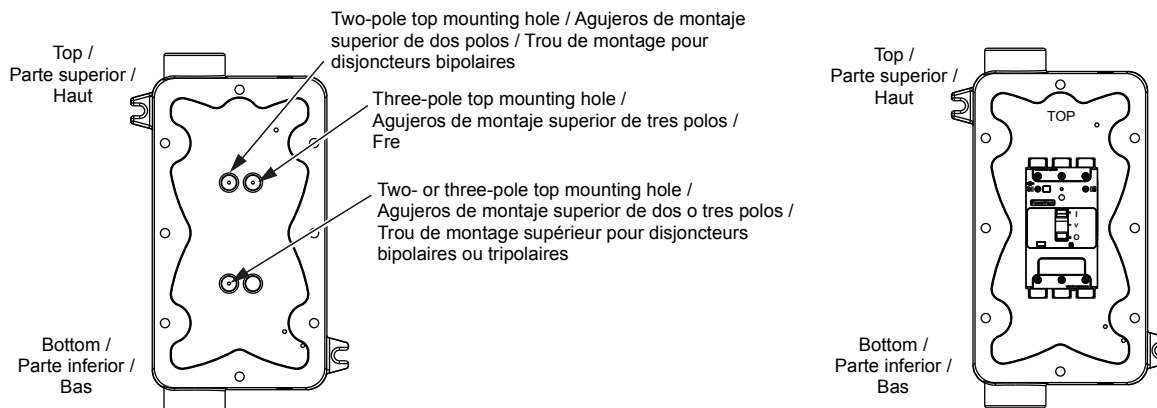 Two-pole top mounting hole / Agujeros de montaje
superior de dos polos / Trou de montage pour
disjoncteurs bipolaires
Top /
Parte superior /
Haut
Three-pole top mounting hole /
Agujeros de montaje superior de tres polos /
Fre
Two- or three-pole top mounting hole /
Agujeros de montaje superior de dos o tres polos /
Trou de montage supérieur pour disjoncteurs
bipolaires ou tripolaires
Bottom /
Parte inferior /
Bas
Top /
Parte superior /
Haut
TOP
I
O
Bottom /
Parte inferior /
Bas